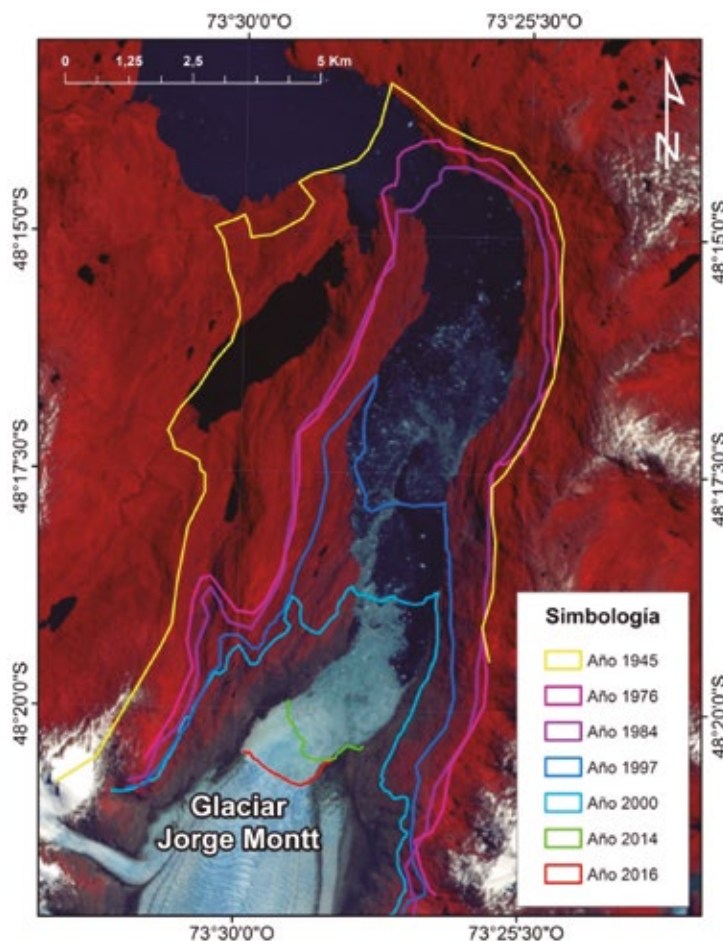 73°30'0"O
73°25'30"O
0 1,25 2,5 5 Km
N
48°15'0"S
48°15'0"S
48°17'30"S
48°17'30"S
48°20'0"S
48°20'0"S
Glaciar
Jorge Montt
Simbología
Año 1945
Año 1976
Año 1984
Año 1997
Año 2000
Año 2014
Año 2016
73°30'0"O
73°25'30"O